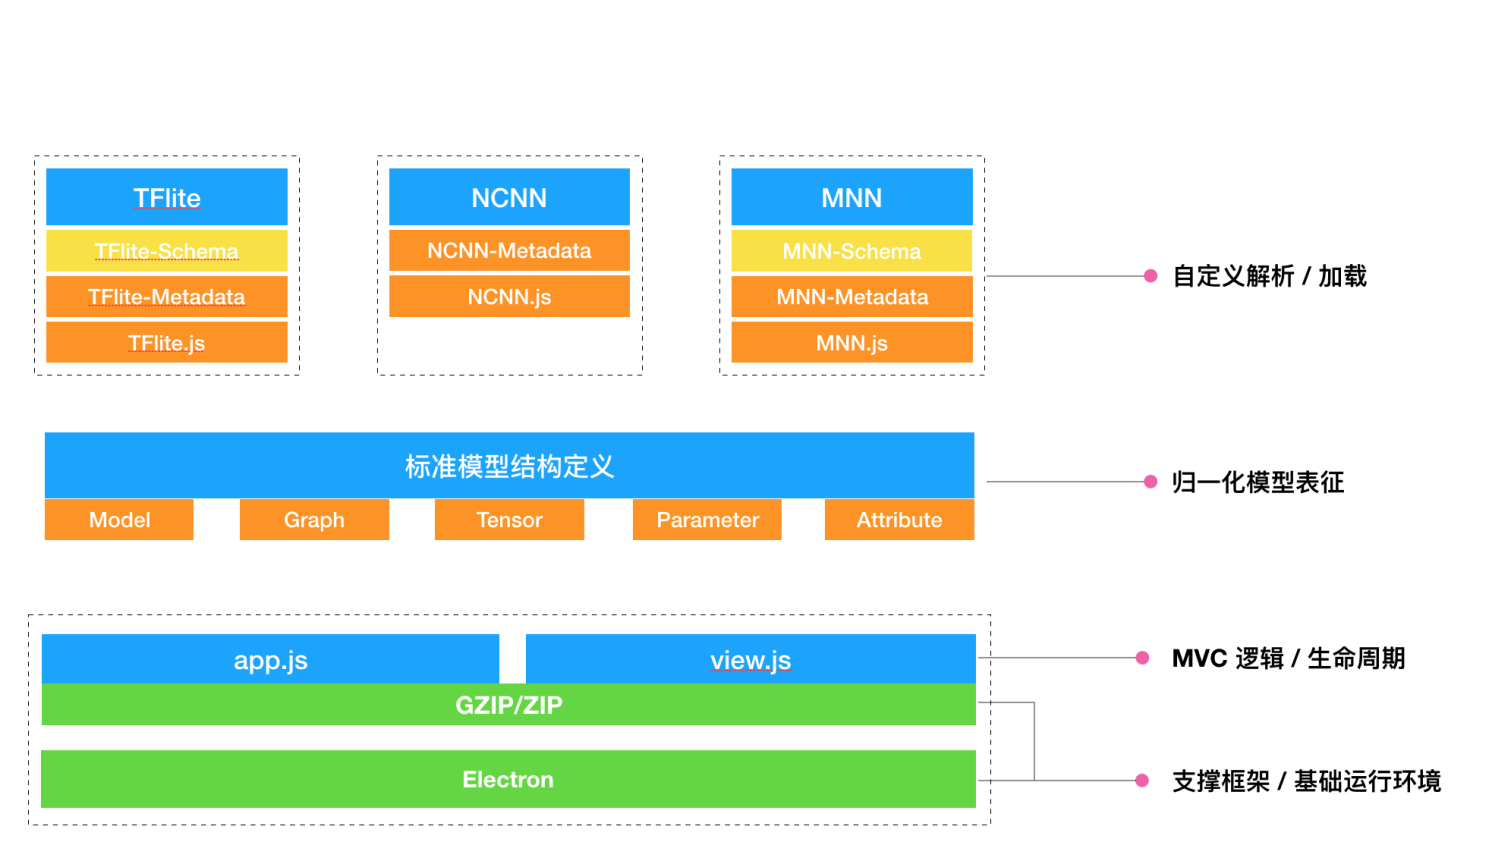 TFlite
TFlite-Schema
TFlite-Metadata
TFlite.js
NCNN
NCNN-Metadata
NCNN.js
MNN
MNN-Schema
MNN-Metadata
MNN.js
自定义解析 / 加载
标准模型结构定义
Model
Graph
Tensor
Parameter
Attribute
归一化模型表征
app.js
view.js
MVC 逻辑 / 生命周期
GZIP/ZIP
Electron
支撑框架 / 基础运行环境